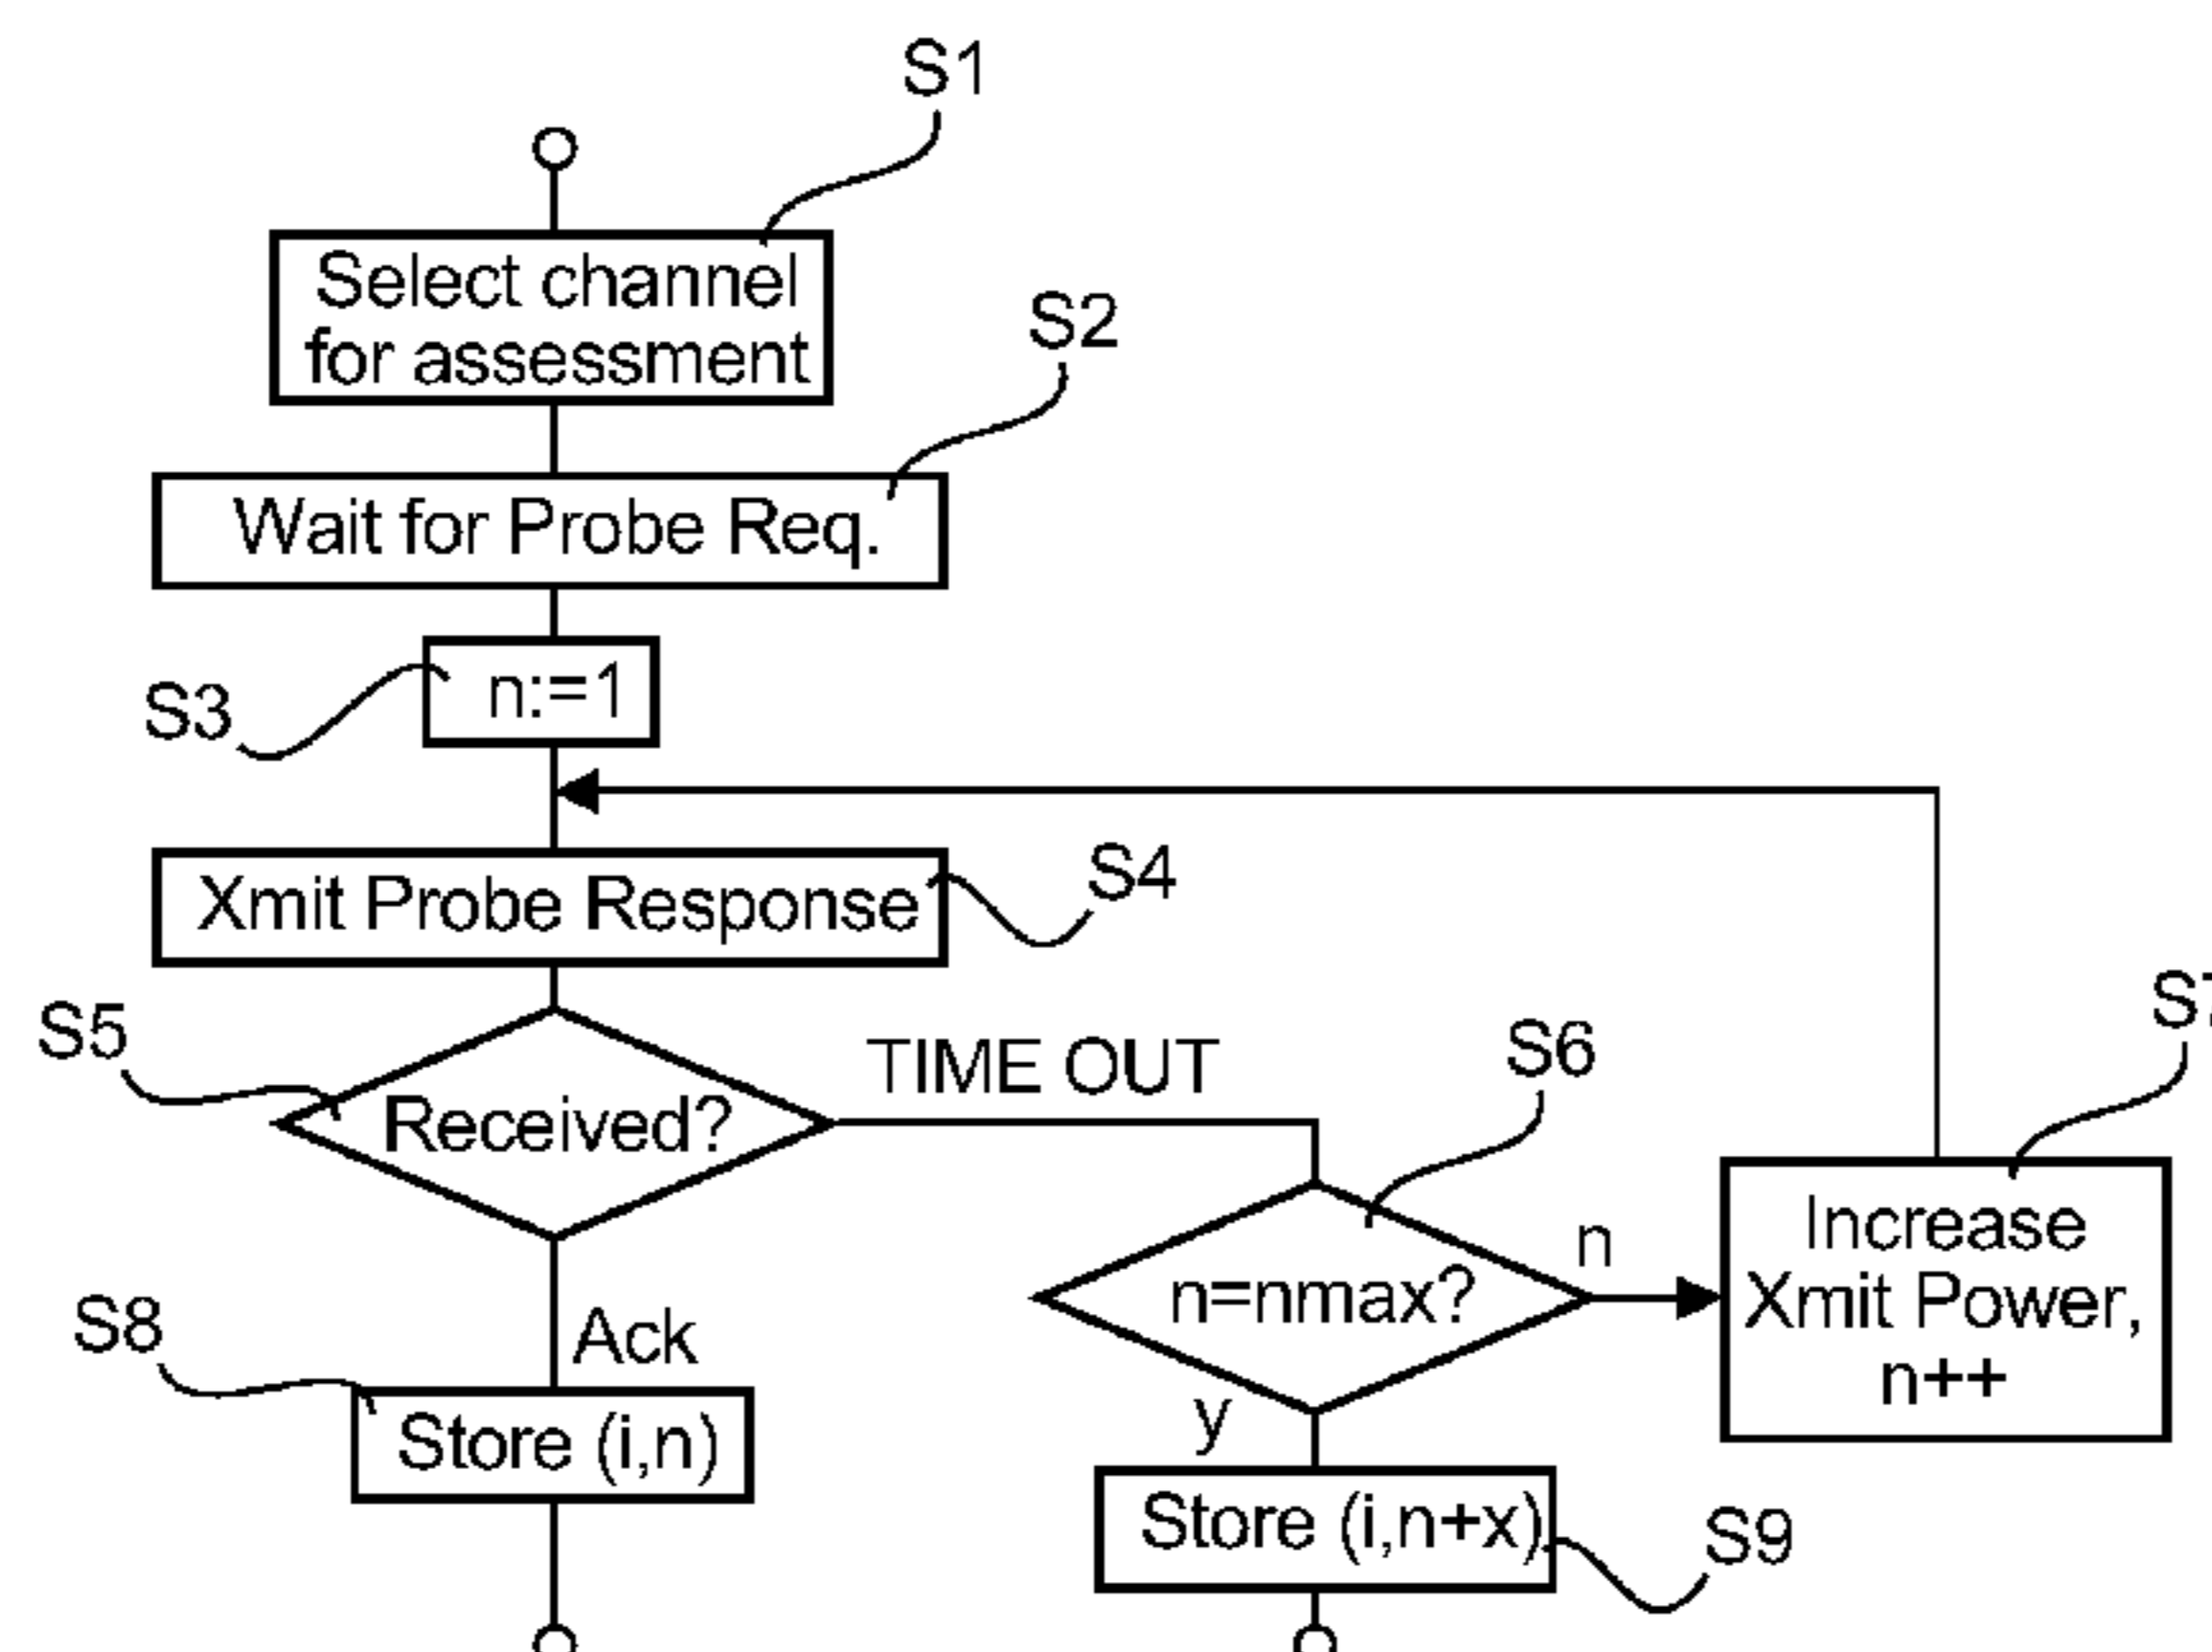 S1
Select channel
for assessment
S2
Wait for Probe Req.
S3
n:=1
Xmit Probe Response
S4
S5
Received?
TIME OUT
S6
n=nmax?
n
Increase
Xmit Power,
n++
S8
Ack
Store (i,n)
y
Store (i,n+x)
S9